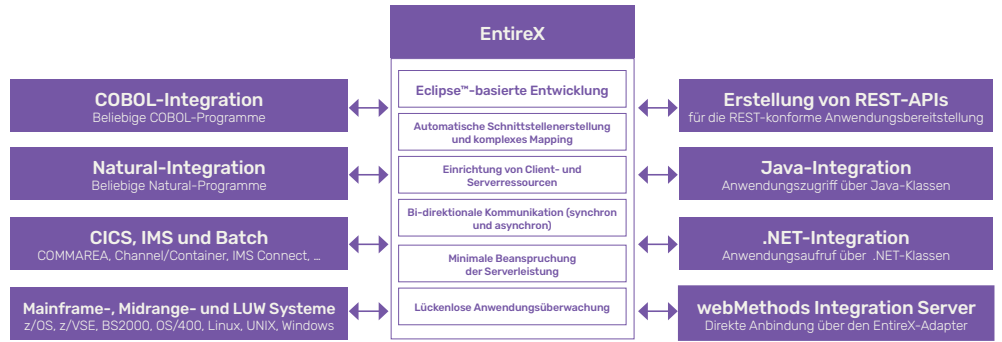 EntireX
COBOL-Integration
Beliebige COBOL-Programme
Natural-Integration
Beliebige Natural-Programme
CICS, IMS und Batch
COMMAREA, Channel/Container, IMS Connect, ...
Mainframe-, Midrange- und LUW Systeme
z/OS, z/VSE, BS2000, OS/400, Linux, UNIX, Windows
Eclipse™-basierte Entwicklung
Automatische Schnittstellenerstellung
und komplexes Mapping
Einrichtung von Client- und
Serverressourcen
Bi-direktionale Kommunikation (synchron
und asynchron)
Minimale Beanspruchung
der Serverleistung
Lückenlose Anwendungsüberwachung
Erstellung von REST-APIs
für die REST-konforme Anwendungsbereitstellung
Java-Integration
Anwendungszugriff über Java-Klassen
.NET-Integration
Anwendungsaufruf über .NET-Klassen
webMethods Integration Server
Direkte Anbindung über den EntireX-Adapter